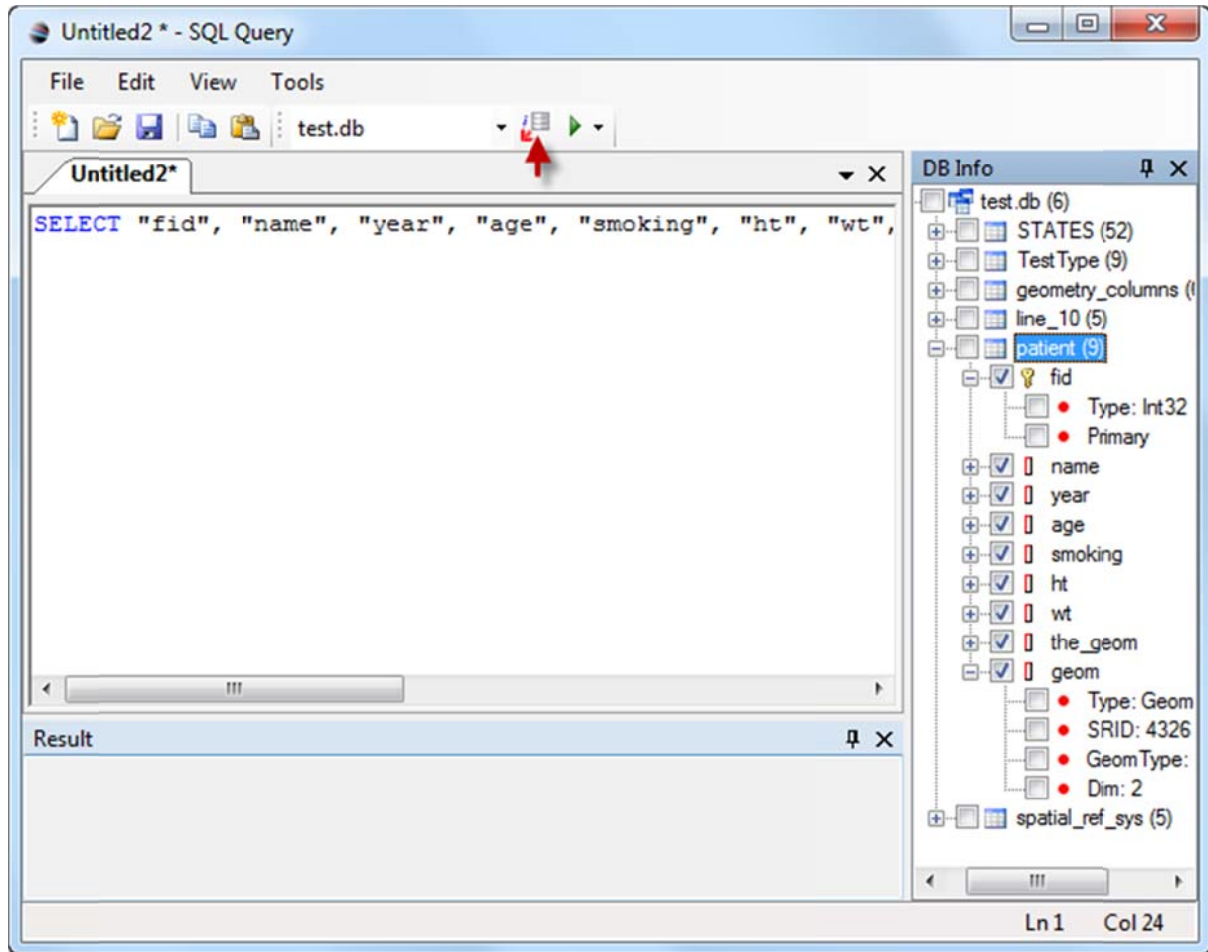 Untitled2 * - SQL Query
File Edit View Tools
test.db
Untitled2*
SELECT "fid", "name", "year", "age", "smoking", "ht", "wt",
Result
DB Info
test.db (6)
STATES (52)
TestType (9)
geometry_columns (
line_10 (5)
patient (9)
fid
Type: Int32
Primary
name
year
age
smoking
ht
wt
the_geom
geom
Type: Geom
SRID: 4326
GeomType:
Dim: 2
spatial_ref_sys (5)
Ln 1 Col 24